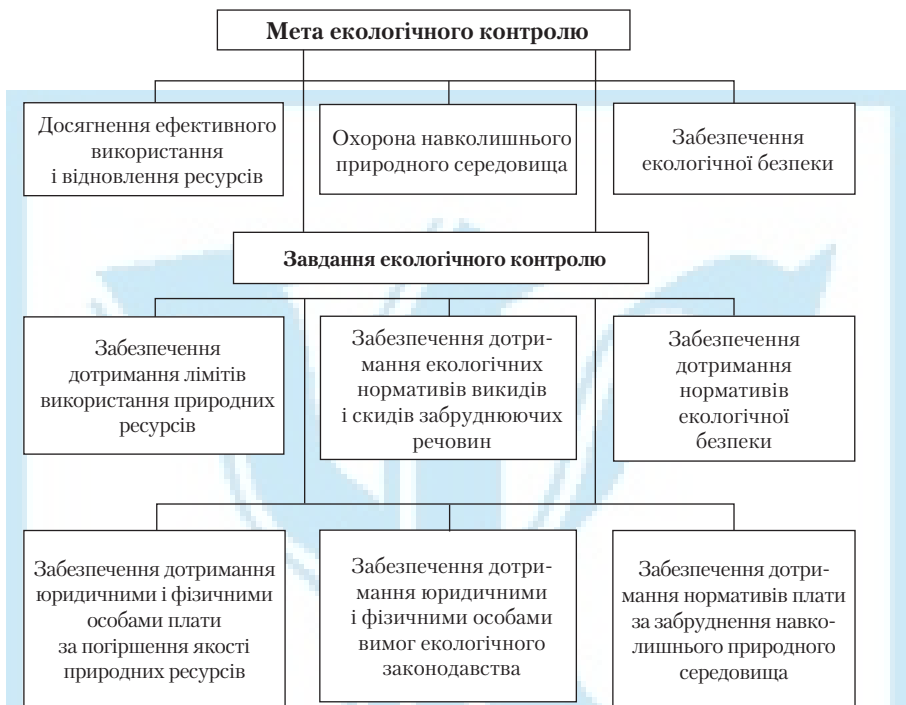 Мета екологічного контролю
Досягнення ефективного
використання
і відновлення ресурсів
Охорона навколишнього
природного середовища
Забезпечення
екологічної безпеки
Завдання екологічного контролю
Забезпечення
дотримання лімітів
використання природних
ресурсів
Забезпечення дотри-
мання екологічних
нормативів викидів
і скидів забруднюючих
речовин
Забезпечення
дотримання
нормативів
екологічної
безпеки
Забезпечення дотримання
юридичними і фізичними
особами плати
за погіршення якості
природних ресурсів
Забезпечення дотри-
мання юридичними
і фізичними особами
вимог екологічного
законодавства
Забезпечення дотри-
мання нормативів плати
за забруднення навко-
лишнього природного
середовища